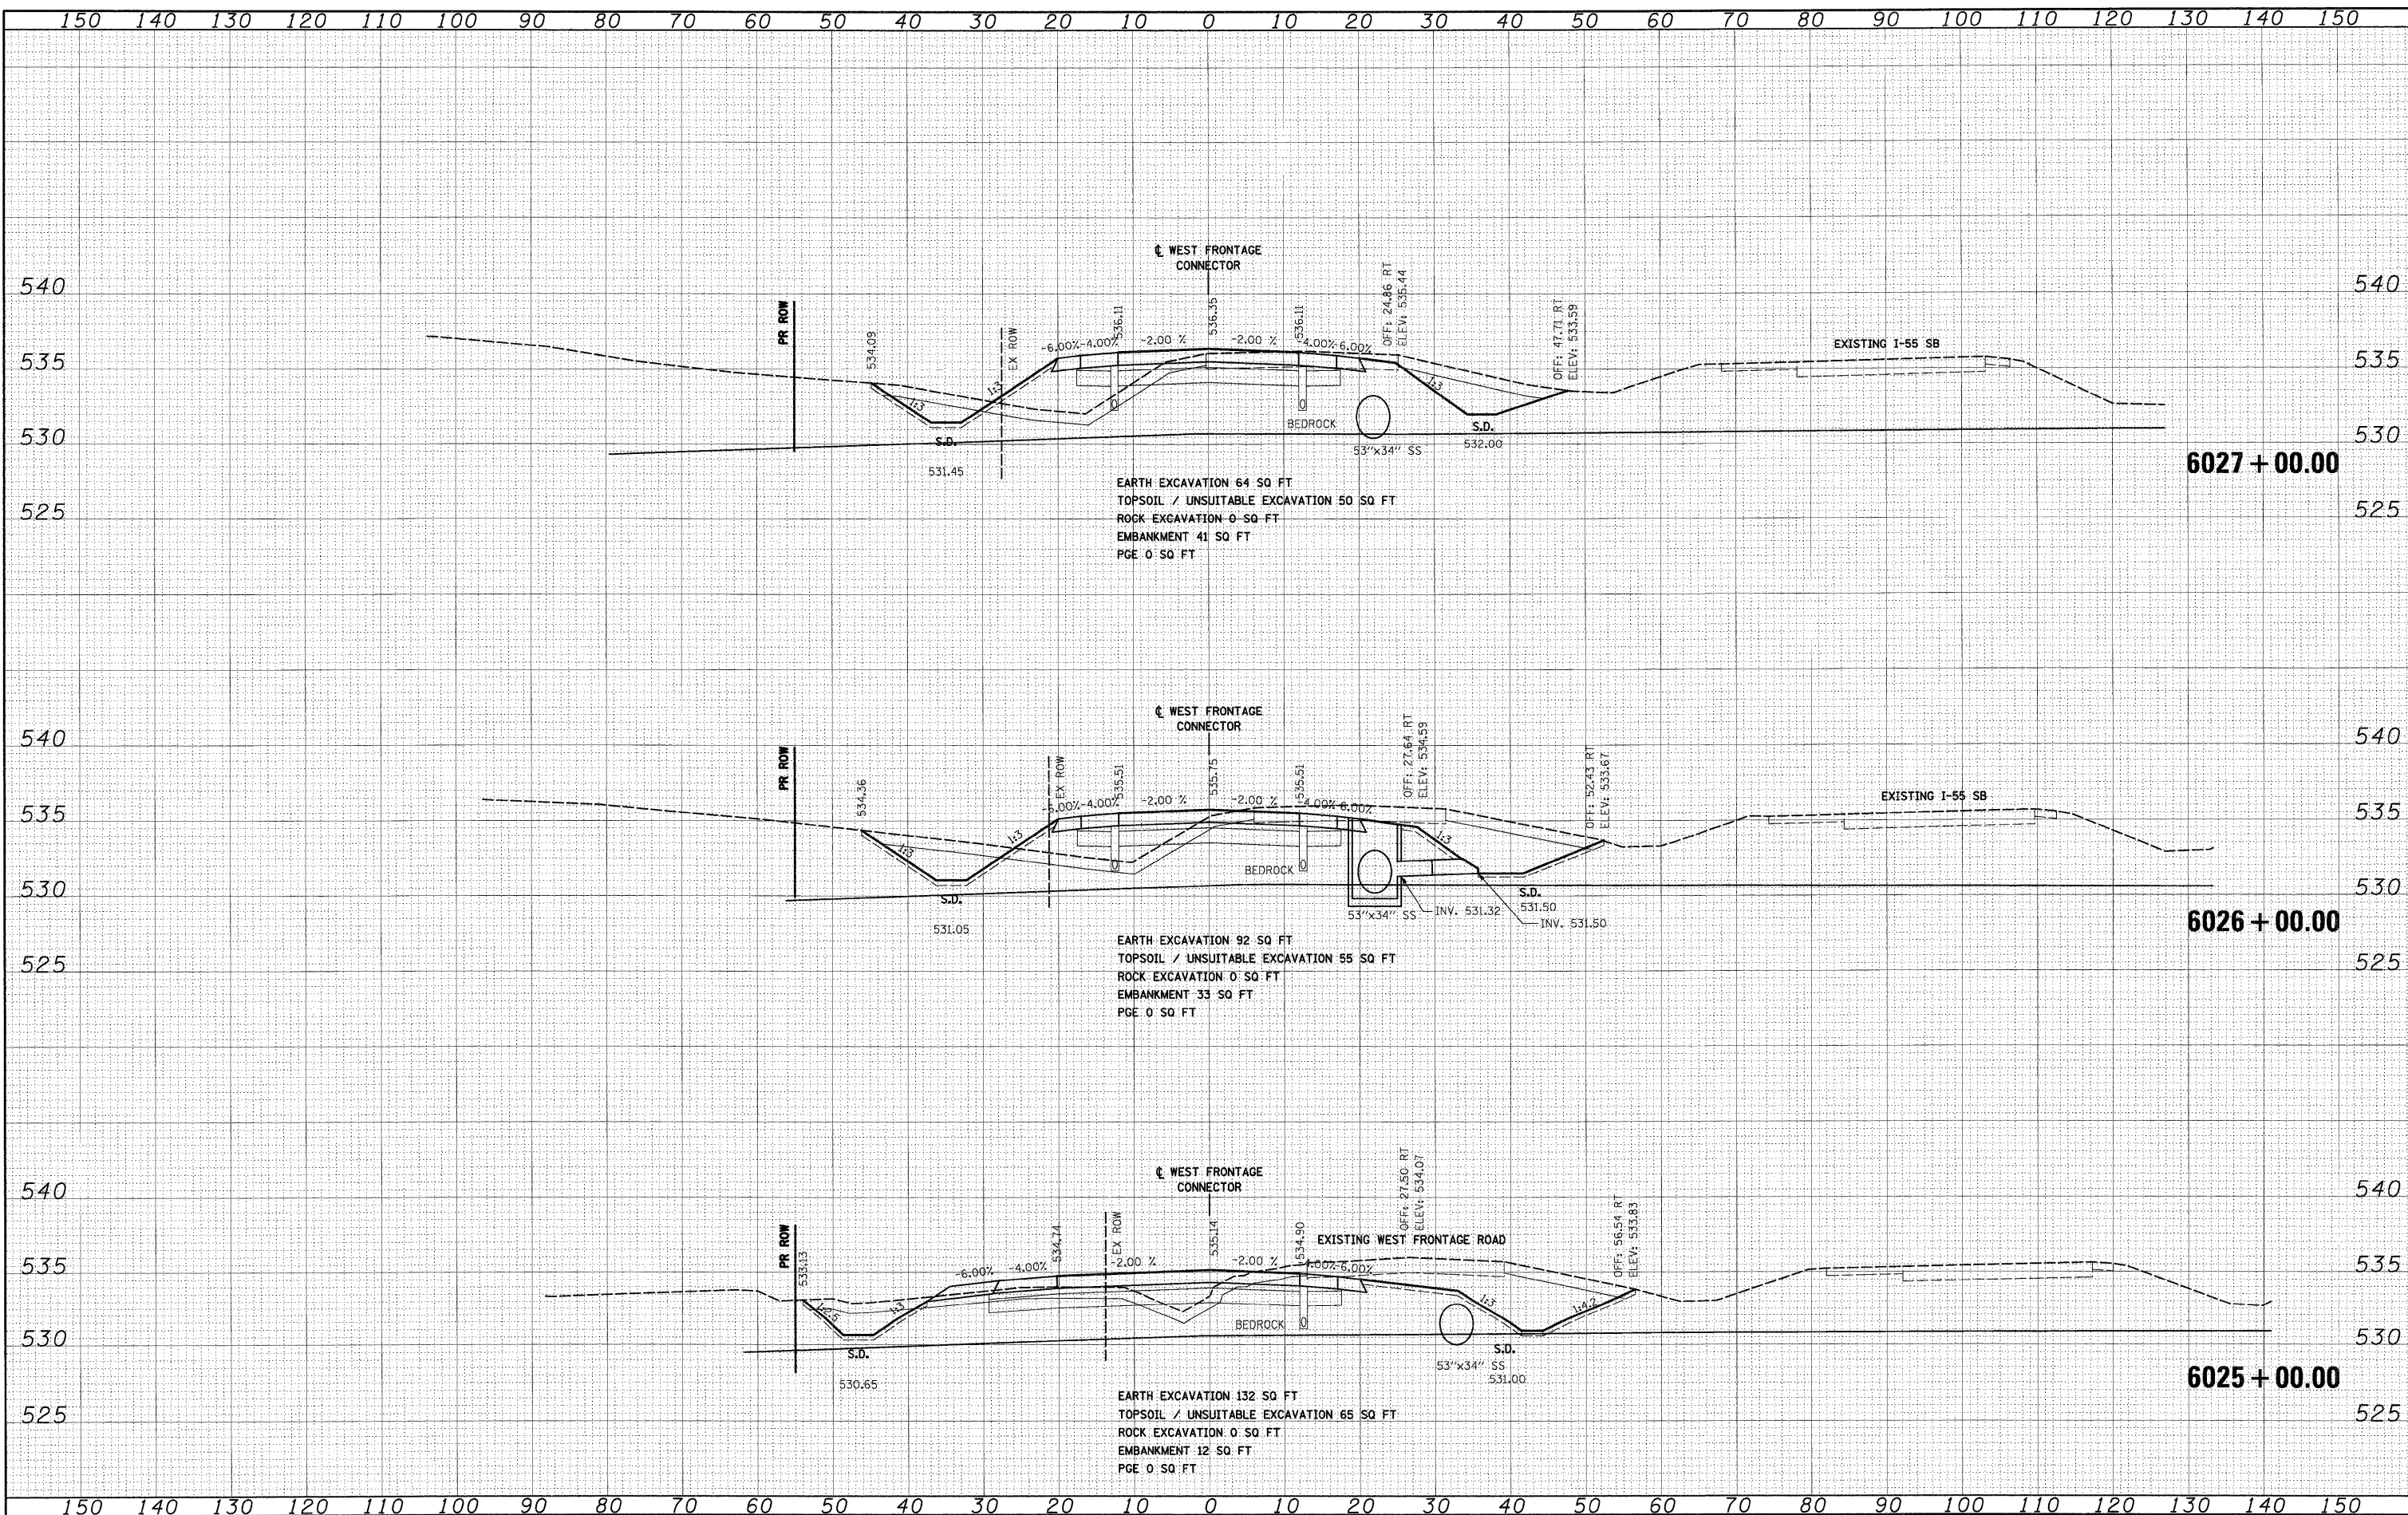 150 140 130 120 110 100 90 80 70 60 50 40 30 20 10 0 10 20 30 40 50 60 70 80 90 100 110 120 130 140 150
℄ WEST FRONTAGE
CONNECTOR
540 540
PR ROW
534.09
EX ROW
536.11
536.35
536.11
OFF: 24.86 RT
ELEV: 535.44
OFF: 47.71 RT
ELEV: 533.59
-6.00% -4.00% -2.00 % -2.00 % -4.00% -6.00%
EXISTING I-55 SB
535 535
1:3 1:3 1:3
BEDROCK
530 S.D. 53"x34" SS S.D. 530
531.45 532.00
6027+00.00
EARTH EXCAVATION 64 SQ FT
TOPSOIL / UNSUITABLE EXCAVATION 50 SQ FT
ROCK EXCAVATION 0 SQ FT
EMBANKMENT 41 SQ FT
PGE 0 SQ FT
525 525
℄ WEST FRONTAGE
CONNECTOR
540 540
PR ROW
534.36
EX ROW
535.51
535.75
535.51
OFF: 27.64 RT
ELEV: 534.59
OFF: 52.43 RT
ELEV: 533.67
-6.00% -4.00% -2.00 % -2.00 % -4.00% -6.00%
EXISTING I-55 SB
535 535
1:3 1:3 1:3
BEDROCK
530 S.D. 53"x34" SS S.D. 530
531.05 INV. 531.32 531.50
INV. 531.50
6026+00.00
EARTH EXCAVATION 92 SQ FT
TOPSOIL / UNSUITABLE EXCAVATION 55 SQ FT
ROCK EXCAVATION 0 SQ FT
EMBANKMENT 33 SQ FT
PGE 0 SQ FT
525 525
℄ WEST FRONTAGE
CONNECTOR
540 540
PR ROW
533.13
534.74
EX ROW
535.14
534.90
OFF: 27.50 RT
ELEV: 534.07
EXISTING WEST FRONTAGE ROAD
OFF: 56.54 RT
ELEV: 533.83
-6.00% -4.00% -2.00 % -2.00 % -4.00% -6.00%
535 535
1:2.5 1:3 1:3 1:4.2
BEDROCK
530 S.D. 53"x34" SS S.D. 530
530.65 531.00
6025+00.00
EARTH EXCAVATION 132 SQ FT
TOPSOIL / UNSUITABLE EXCAVATION 65 SQ FT
ROCK EXCAVATION 0 SQ FT
EMBANKMENT 12 SQ FT
PGE 0 SQ FT
525 525
150 140 130 120 110 100 90 80 70 60 50 40 30 20 10 0 10 20 30 40 50 60 70 80 90 100 110 120 130 140 150